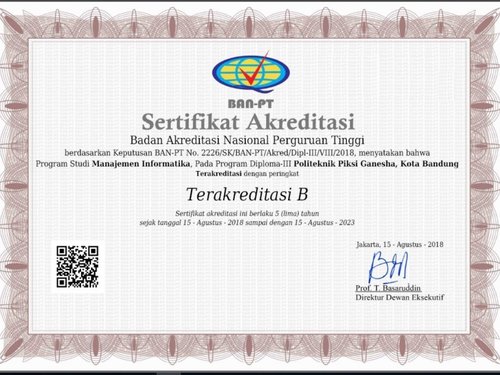 BAN-PT
Sertifikat Akreditasi
Badan Akreditasi Nasional Perguruan Tinggi
berdasarkan Keputusan BAN-PT No. 2226/SK/BAN-PT/Akred/Dipl-III/VIII/2018, menyatakan bahwa
Program Studi Manajemen Informatika, Pada Program Diploma-III Politeknik Piksi Ganesha, Kota Bandung
Terakreditasi dengan peringkat
Terakreditasi B
Sertifikat akreditasi ini berlaku 5 (lima) tahun
sejak tanggal 15 - Agustus - 2018 sampai dengan 15 - Agustus - 2023
Jakarta, 15 - Agustus - 2018
Prof. T. Basaruddin
Direktur Dewan Eksekutif